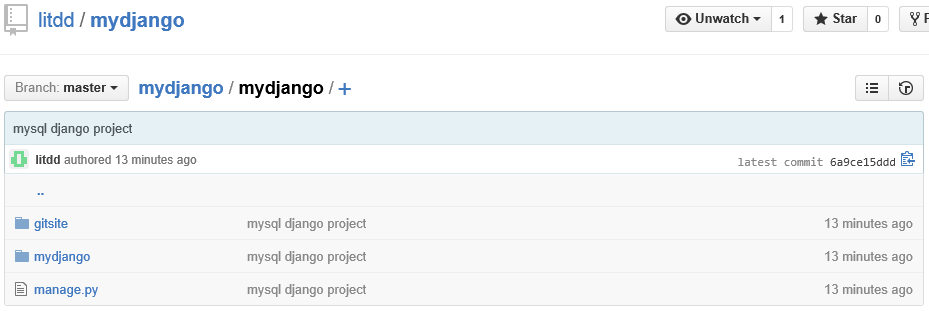 litdd / mydjango Unwatch 1 Star 0
Branch: master mydjango / mydjango / +
mysql django project
litdd authored 13 minutes ago latest commit 6a9ce15ddd
..
gitsite mysql django project 13 minutes ago
mydjango mysql django project 13 minutes ago
manage.py mysql django project 13 minutes ago